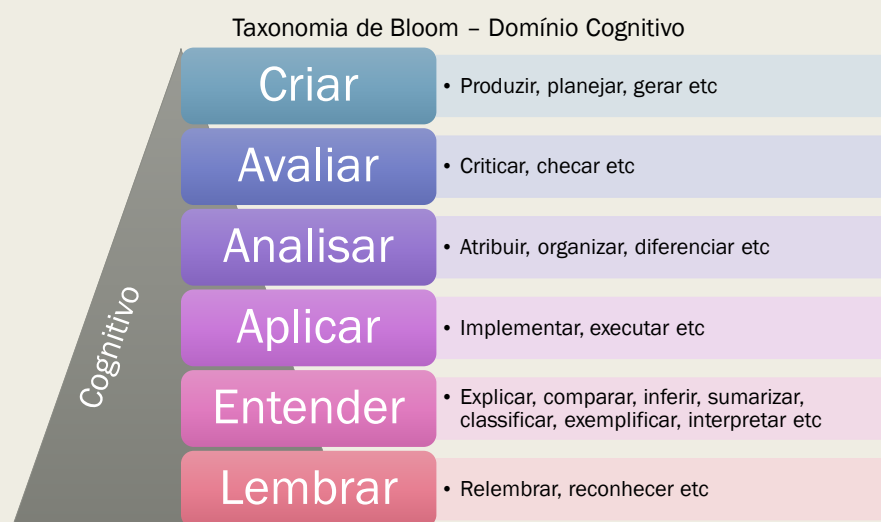 Taxonomia de Bloom – Domínio Cognitivo
Criar
• Produzir, planejar, gerar etc
Avaliar
• Criticar, checar etc
Analisar
• Atribuir, organizar, diferenciar etc
Aplicar
• Implementar, executar etc
Entender
• Explicar, comparar, inferir, sumarizar,
classificar, exemplificar, interpretar etc
Lembrar
• Relembrar, reconhecer etc
Cognitivo